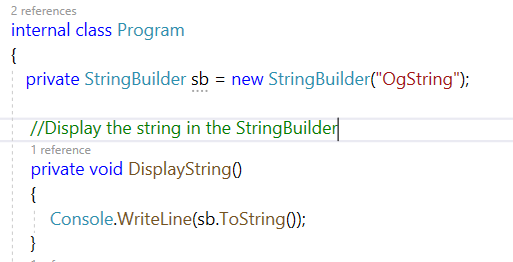 2 references
internal class Program
{
private StringBuilder sb = new StringBuilder("OgString");
//Display the string in the StringBuilder
1 reference
private void DisplayString()
{
Console.WriteLine(sb.ToString());
}